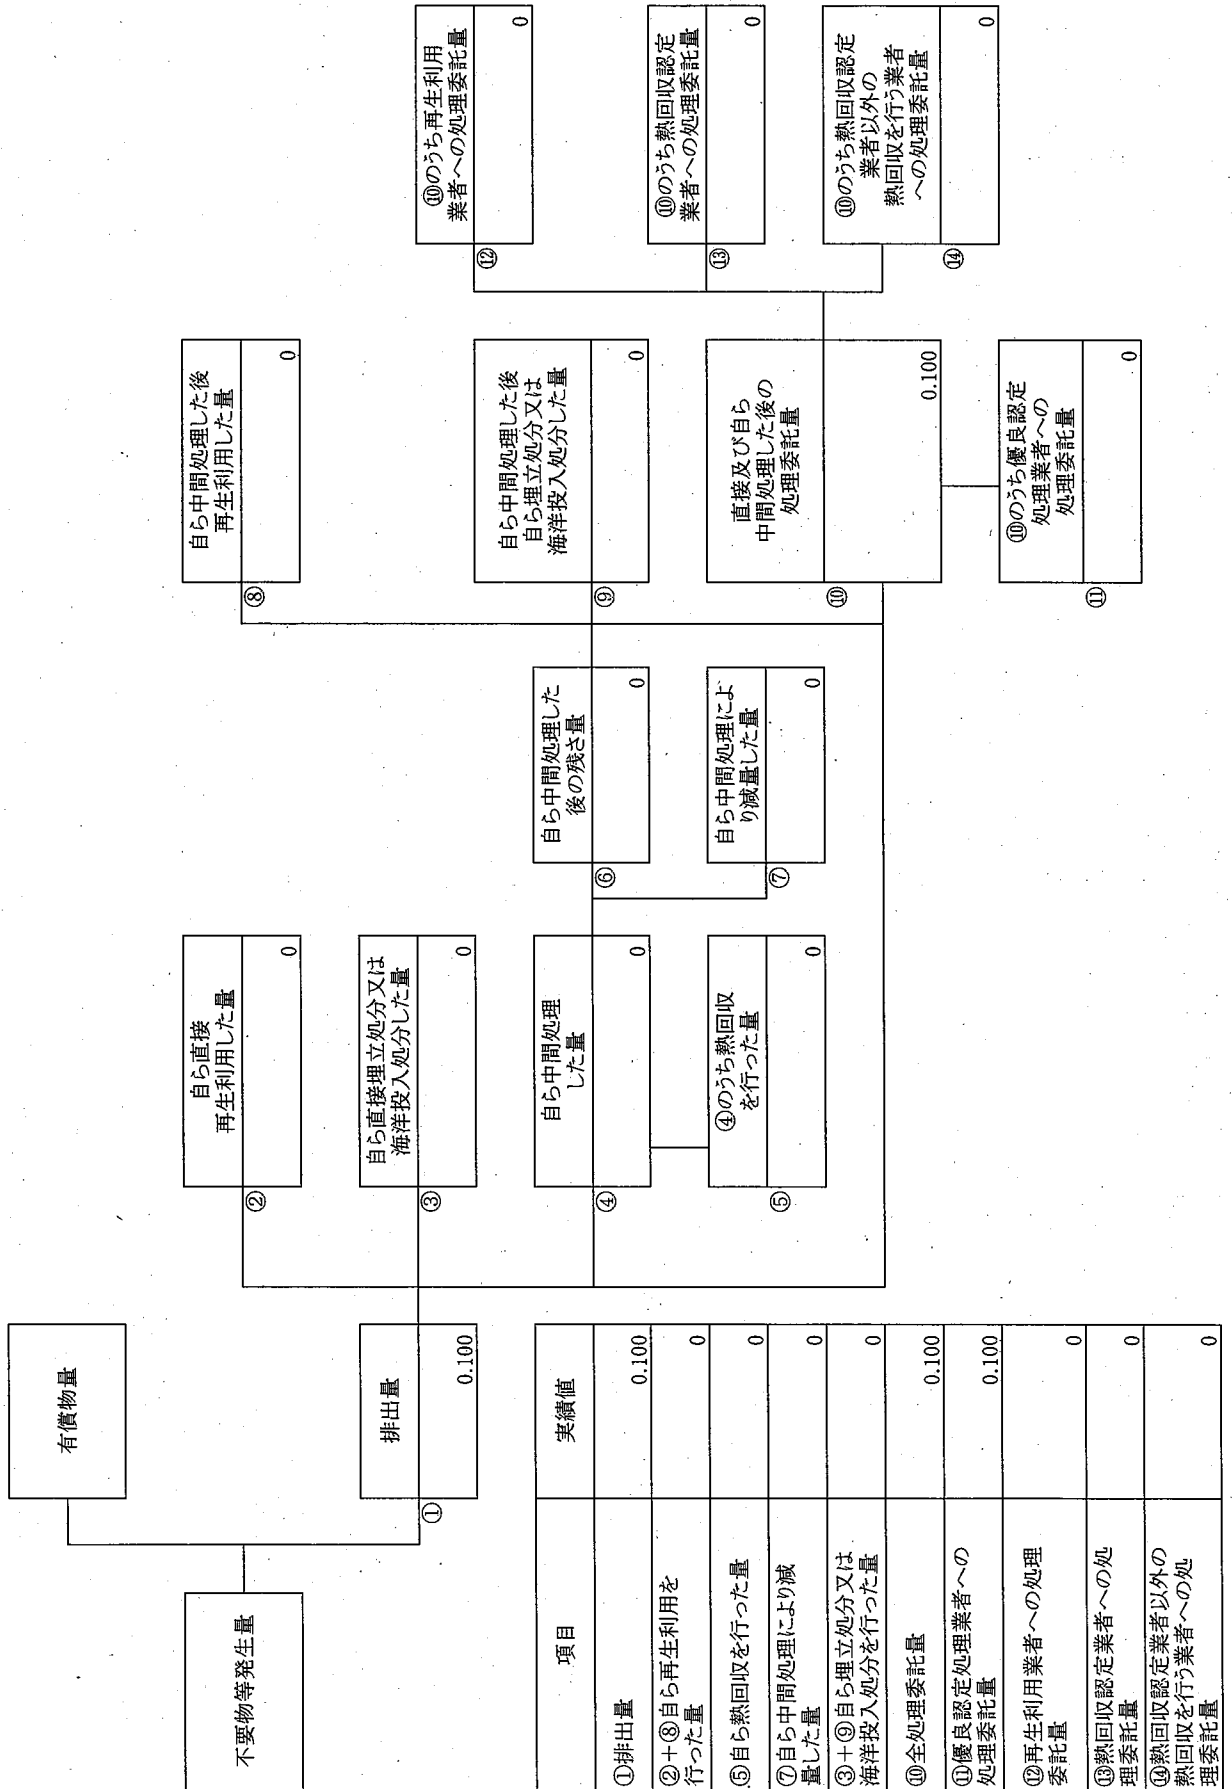 不要物等発生量
有償物量
①
排出量
0.100
②
自ら直接
再生利用した量
0
③
自ら直接埋立処分又は
海洋投入処分した量
0
④
自ら中間処理
した量
0
⑤
④のうち熱回収
を行った量
0
⑥
自ら中間処理した
後の残さ量
0
⑦
自ら中間処理によ
り減量した量
0
⑧
自ら中間処理した後
再生利用した量
0
⑨
自ら中間処理した後
自ら埋立処分又は
海洋投入処分した量
0
⑩
直接及び自ら
中間処理した後の
処理委託量
0.100
⑪
⑩のうち優良認定
処理業者への
処理委託量
0
⑫
⑩のうち再生利用
業者への処理委託量
0
⑬
⑩のうち熱回収認定
業者への処理委託量
0
⑭
⑩のうち熱回収認定
業者以外の
熱回収を行う業者
への処理委託量
0
項目 実績値
①排出量 0.100
②+⑧自ら再生利用を
行った量 0
⑤自ら熱回収を行った量 0
⑦自ら中間処理により減
量した量 0
③+⑨自ら埋立処分又は
海洋投入処分を行った量 0
⑩全処理委託量 0.100
⑪優良認定処理業者への
処理委託量 0.100
⑫再生利用業者への処理
委託量 0
⑬熱回収認定業者への処
理委託量 0
⑭熱回収認定業者以外の
熱回収を行う業者への処
理委託量 0